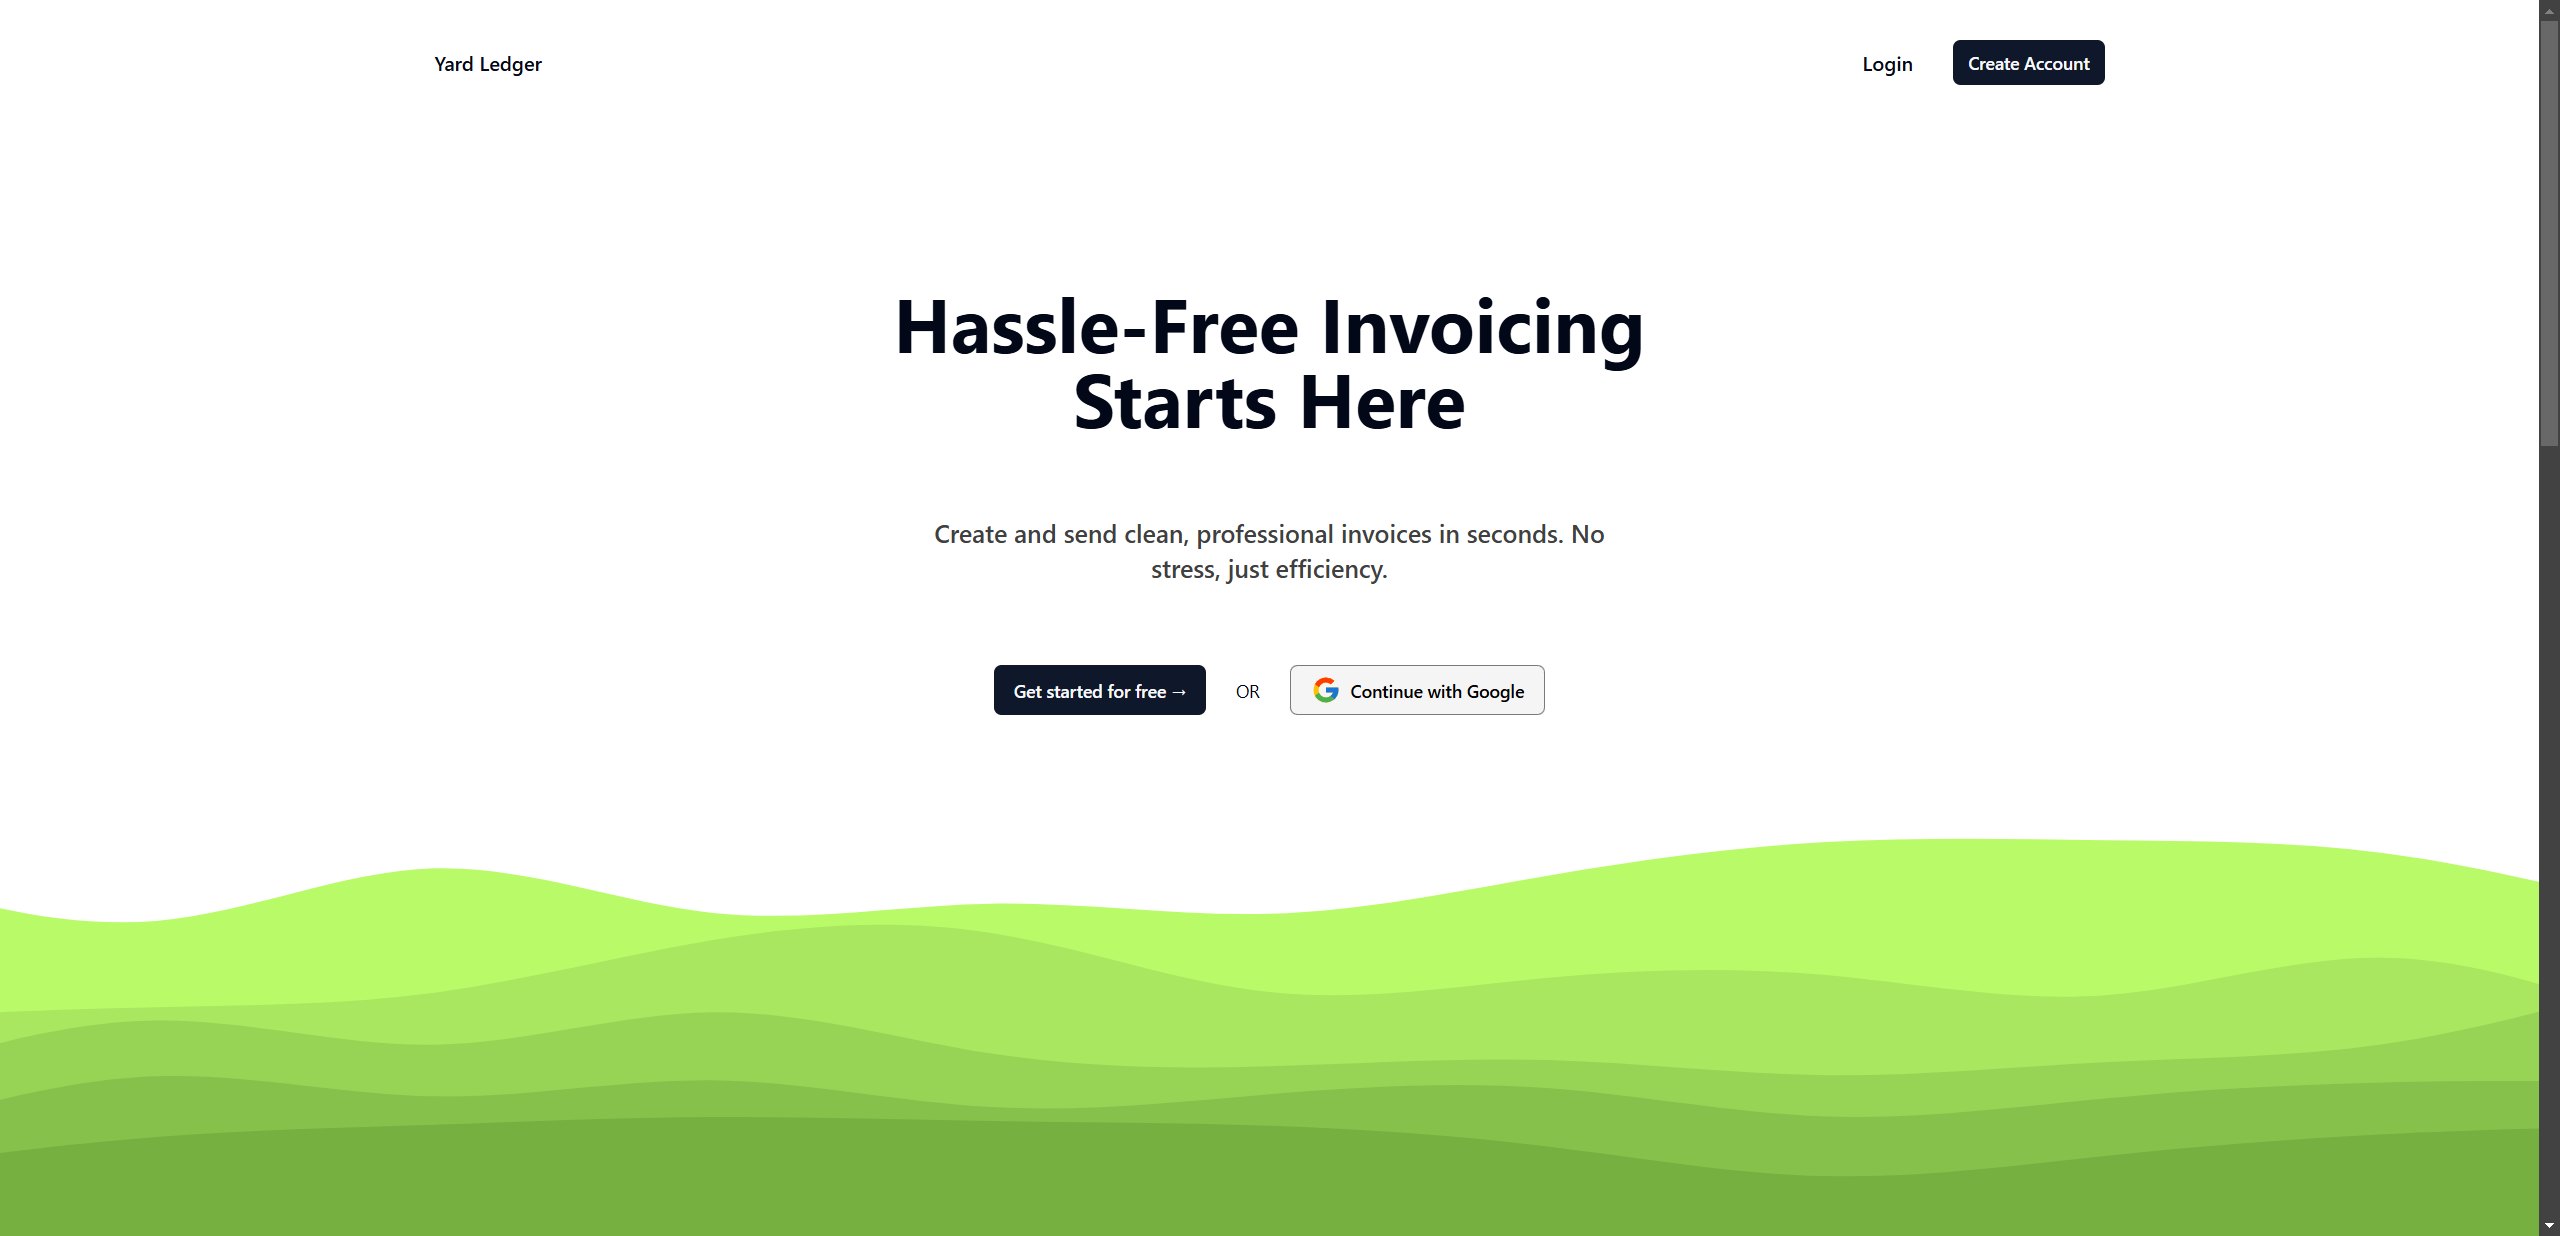 Yard Ledger
Login
Create Account
Hassle-Free Invoicing
Starts Here
Create and send clean, professional invoices in seconds. No
stress, just efficiency.
Get started for free →
OR
Continue with Google